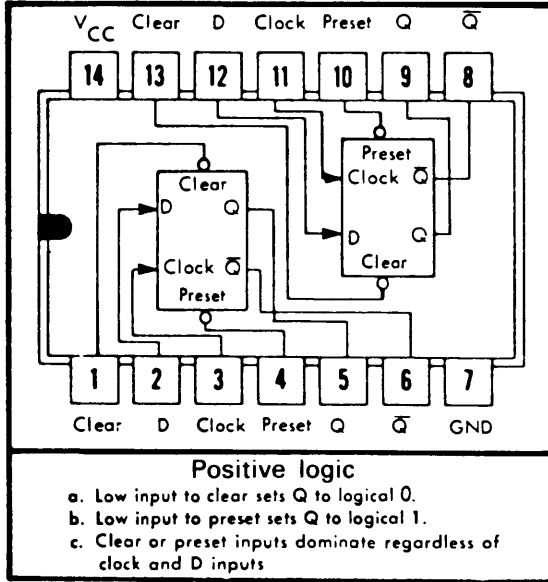 VCC Clear D Clock Preset Q Q̅
14 13 12 11 10 9 8
Preset
Clock Q̅
D Q
Clear
Clear
D Q
Clock Q̅
Preset
1 2 3 4 5 6 7
Clear D Clock Preset Q Q̅ GND
Positive logic
a. Low input to clear sets Q to logical 0.
b. Low input to preset sets Q to logical 1.
c. Clear or preset inputs dominate regardless of
clock and D inputs